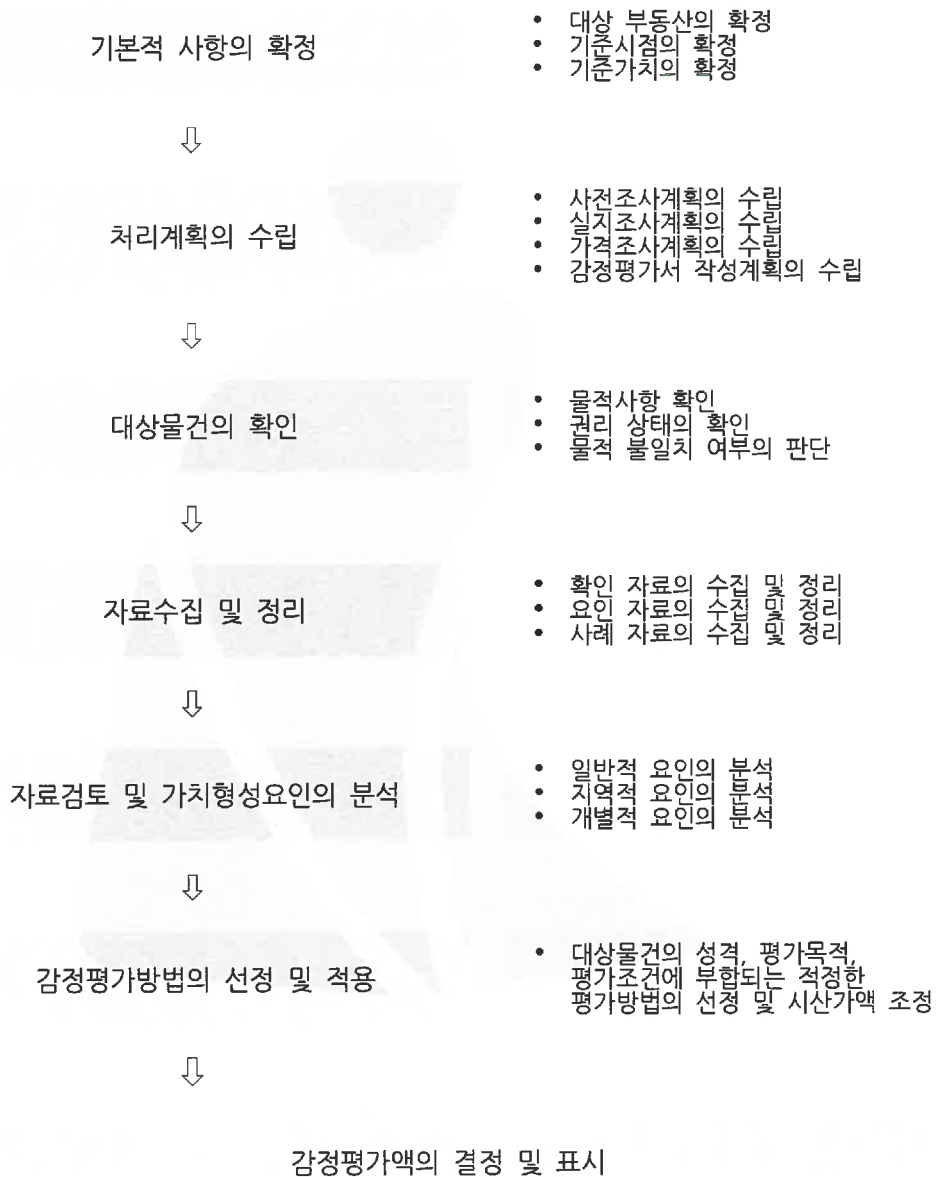 기본적 사항의 확정
• 대상 부동산의 확정
• 기준시점의 확정
• 기준가치의 확정
⇩
처리계획의 수립
• 사전조사계획의 수립
• 실지조사계획의 수립
• 가격조사계획의 수립
• 감정평가서 작성계획의 수립
⇩
대상물건의 확인
• 물적사항 확인
• 권리 상태의 확인
• 물적 불일치 여부의 판단
⇩
자료수집 및 정리
• 확인 자료의 수집 및 정리
• 요인 자료의 수집 및 정리
• 사례 자료의 수집 및 정리
⇩
자료검토 및 가치형성요인의 분석
• 일반적 요인의 분석
• 지역적 요인의 분석
• 개별적 요인의 분석
⇩
감정평가방법의 선정 및 적용
• 대상물건의 성격, 평가목적,
평가조건에 부합되는 적정한
평가방법의 선정 및 시산가액 조정
⇩
감정평가액의 결정 및 표시